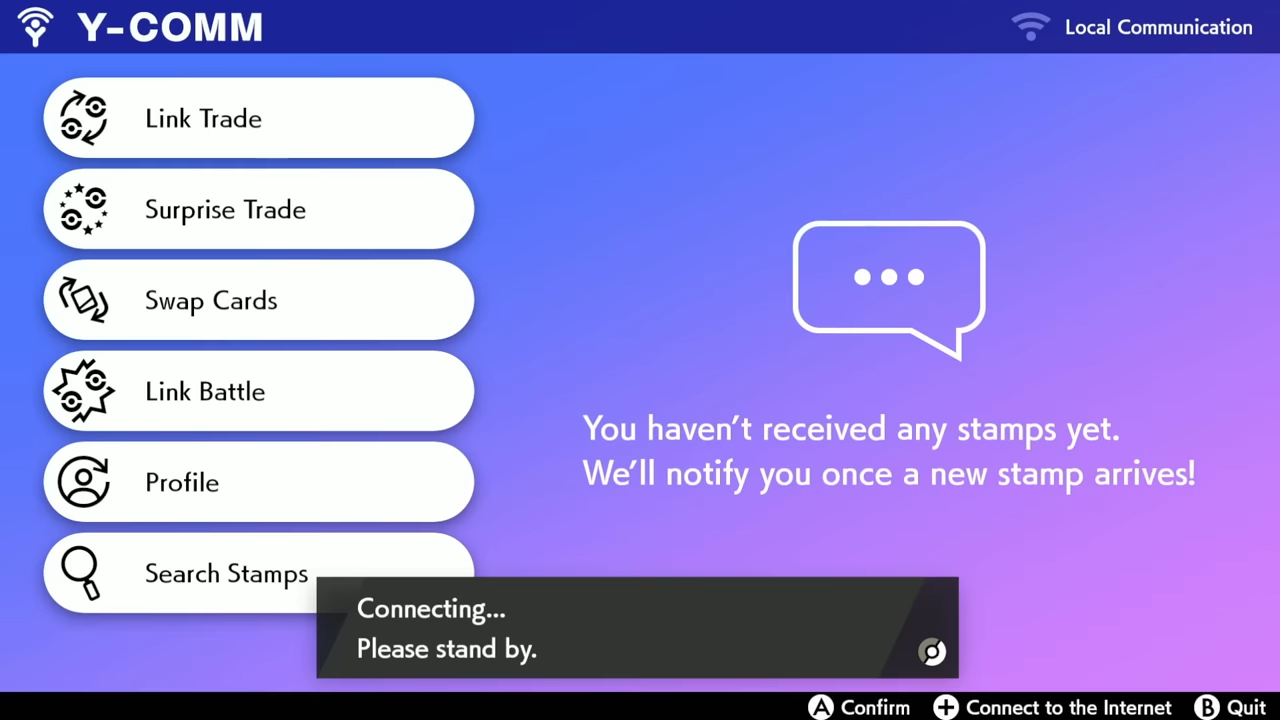 Y-COMM
Local Communication
Link Trade
Surprise Trade
Swap Cards
Link Battle
Profile
Search Stamps
You haven't received any stamps yet.
We'll notify you once a new stamp arrives!
Connecting...
Please stand by.
A Confirm + Connect to the Internet B Quit